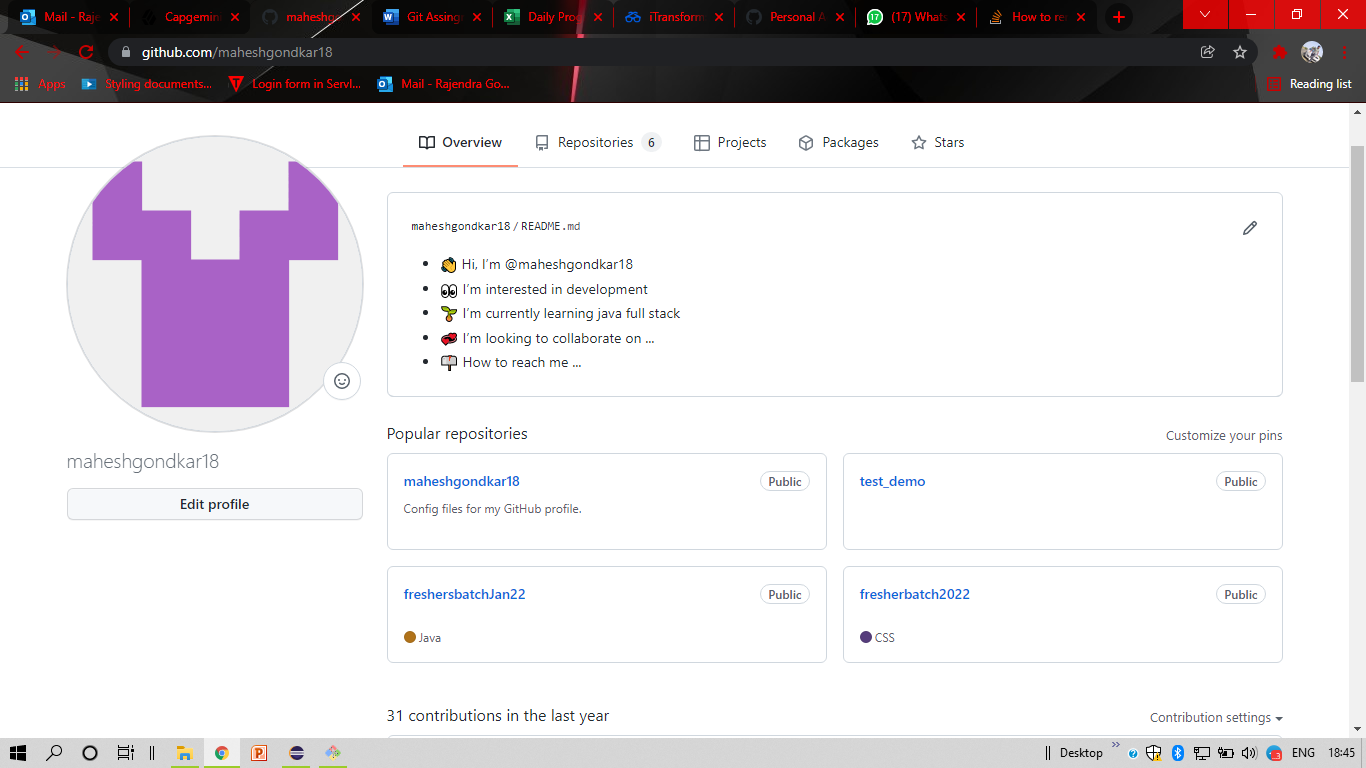 Mail - Raje
Capgemin
maheshg
Git Assing
Daily Prog
iTransform
Personal A
(17) Whats
How to re
github.com/maheshgondkar18
Apps
Styling documents...
Login form in Servl...
Mail - Rajendra Go...
Reading list
Overview
Repositories 6
Projects
Packages
Stars
maheshgondkar18 / README.md
👋 Hi, I'm @maheshgondkar18
👀 I'm interested in development
🌱 I'm currently learning java full stack
💞️ I'm looking to collaborate on ...
📫 How to reach me ...
maheshgondkar18
Edit profile
Popular repositories
Customize your pins
maheshgondkar18 Public
Config files for my GitHub profile.
test_demo Public
freshersbatchJan22 Public
Java
fresherbatch2022 Public
CSS
31 contributions in the last year
Contribution settings
Desktop
ENG
18:45